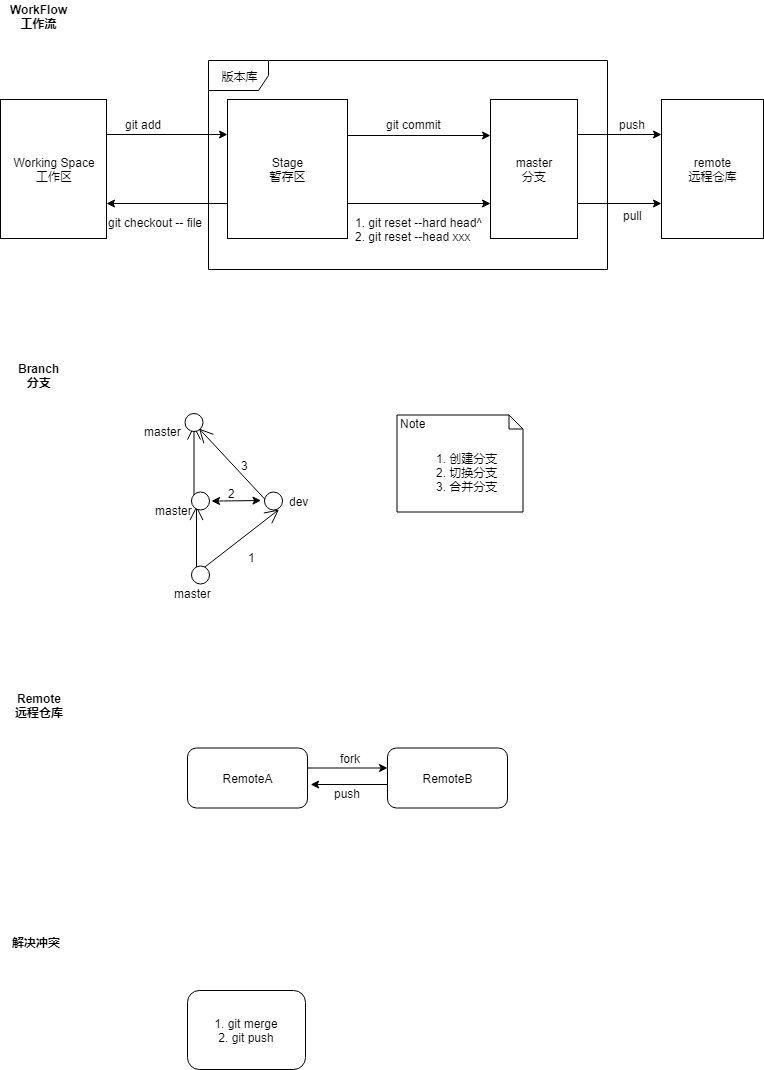 WorkFlow
工作流
版本库
git add
git commit
push
Working Space
工作区
Stage
暂存区
master
分支
remote
远程仓库
git checkout -- file
1. git reset --hard head^
2. git reset --head xxx
pull
Branch
分支
master
3
2
master
dev
1
master
Note
1. 创建分支
2. 切换分支
3. 合并分支
Remote
远程仓库
RemoteA
fork
push
RemoteB
解决冲突
1. git merge
2. git push